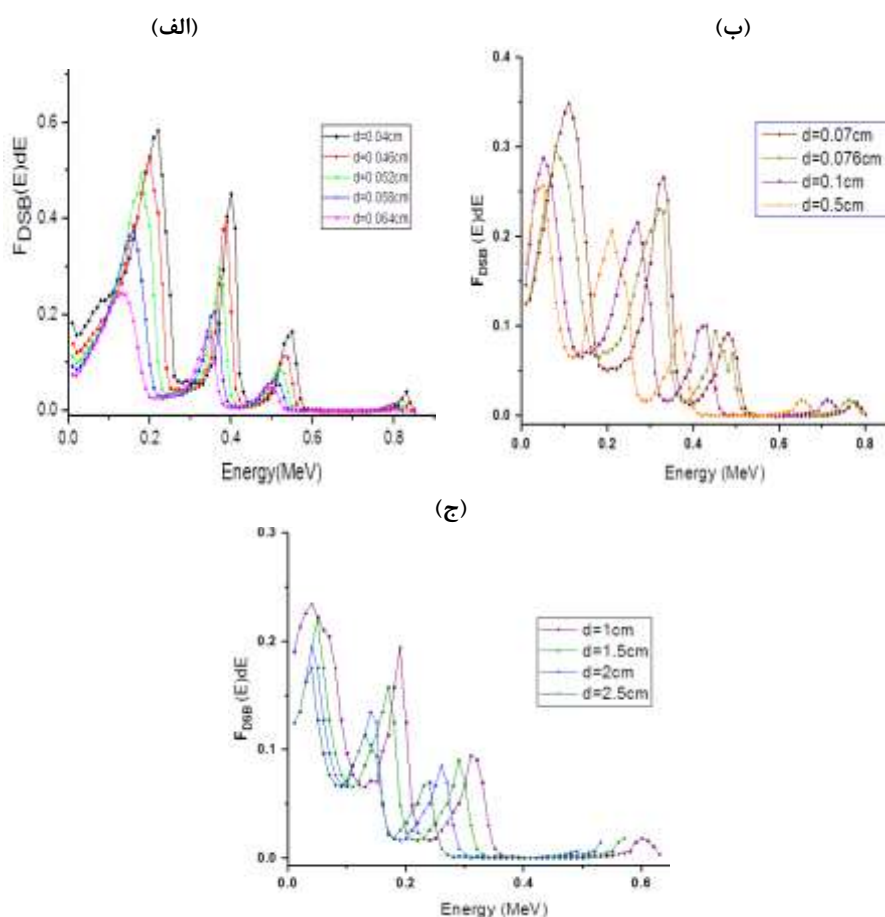 (الف)
F_DSB(E)dE
0.6
0.4
0.2
0.0
0.0 0.2 0.4 0.6 0.8
Energy(MeV)
d=0.04cm
d=0.046cm
d=0.052cm
d=0.058cm
d=0.064cm
(ب)
F_DSB (E)dE
0.4
0.3
0.2
0.1
0.0
0.0 0.2 0.4 0.6 0.8
Energy (MeV)
d=0.07cm
d=0.076cm
d=0.1cm
d=0.5cm
(ج)
F_DSB (E)dE
0.3
0.2
0.1
0.0
0.0 0.2 0.4 0.6
Energy (MeV)
d=1cm
d=1.5cm
d=2cm
d=2.5cm